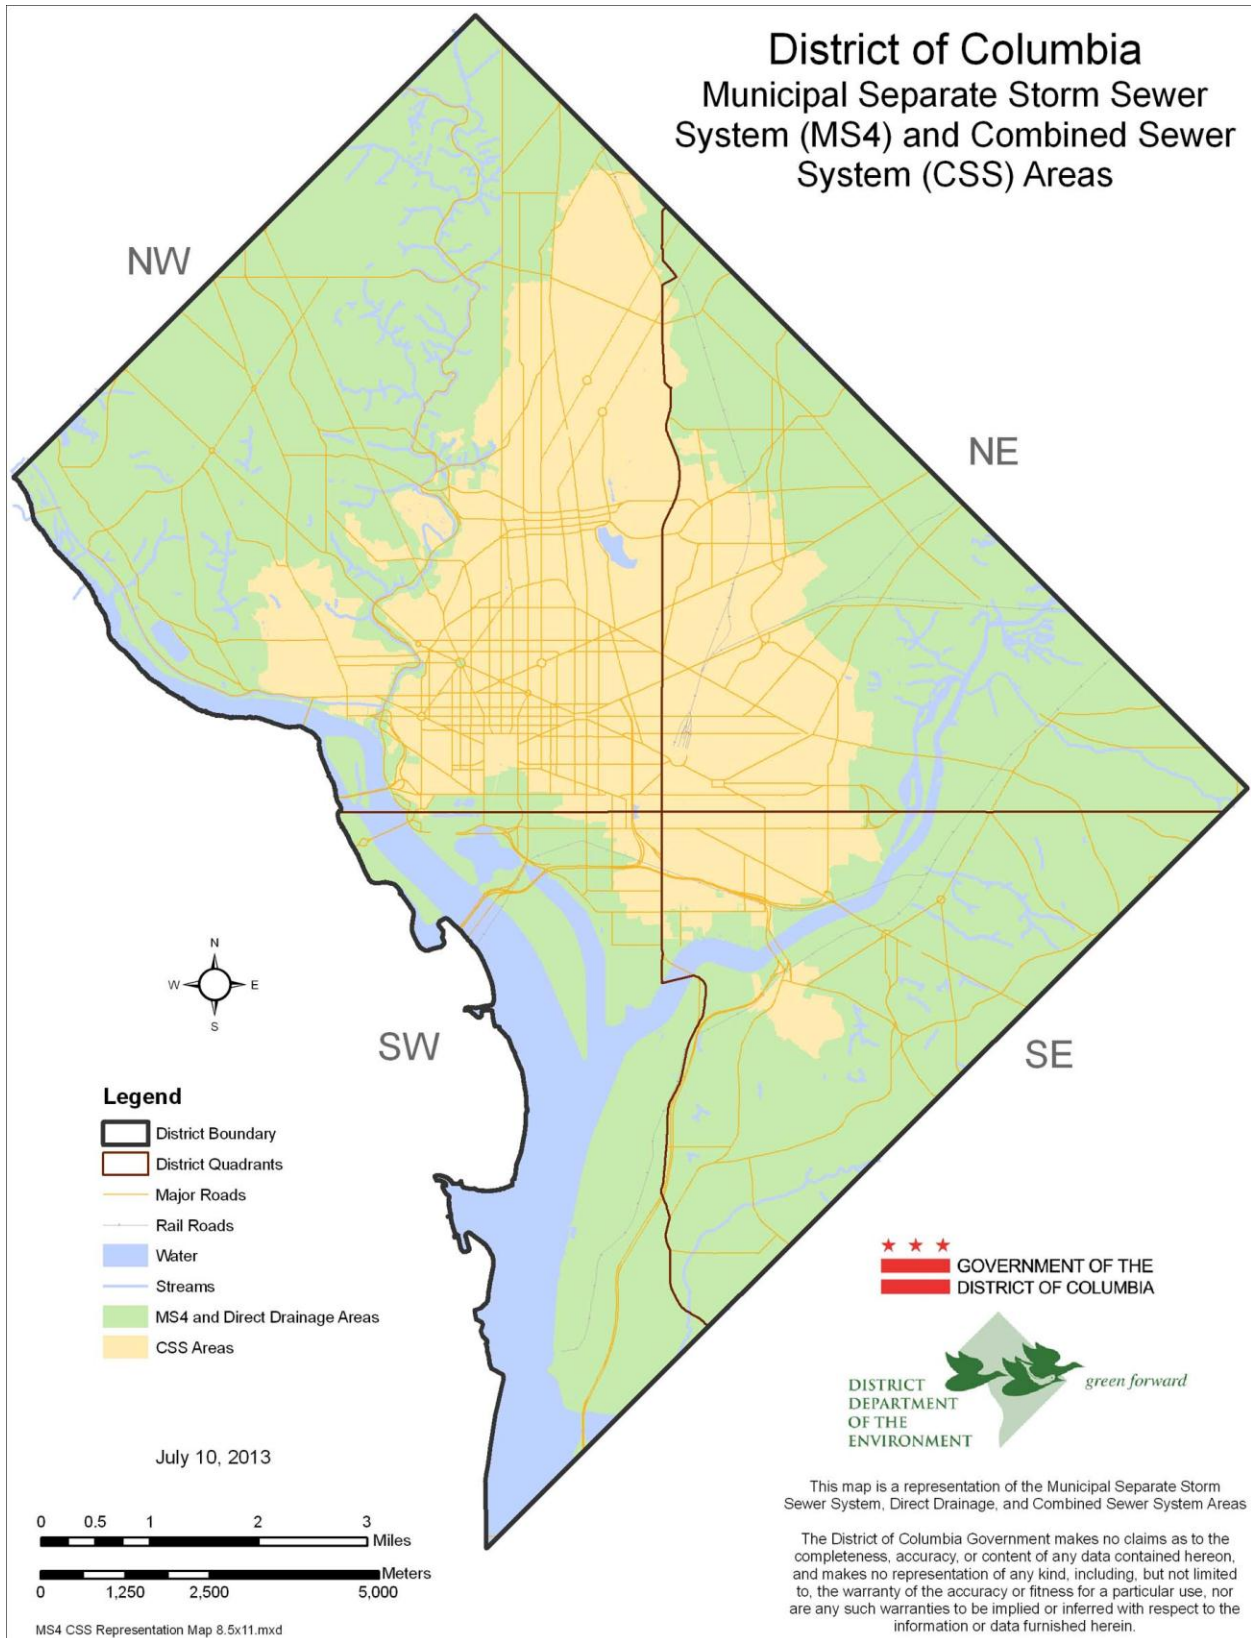 District of Columbia
Municipal Separate Storm Sewer
System (MS4) and Combined Sewer
System (CSS) Areas
NW
NE
SW
SE
N
W
E
S
Legend
District Boundary
District Quadrants
Major Roads
Rail Roads
Water
Streams
MS4 and Direct Drainage Areas
CSS Areas
July 10, 2013
0 0.5 1 2 3
Miles
Meters
0 1,250 2,500 5,000
MS4 CSS Representation Map 8.5x11.mxd
GOVERNMENT OF THE
DISTRICT OF COLUMBIA
DISTRICT
DEPARTMENT
OF THE
ENVIRONMENT
green forward
This map is a representation of the Municipal Separate Storm
Sewer System, Direct Drainage, and Combined Sewer System Areas
The District of Columbia Government makes no claims as to the
completeness, accuracy, or content of any data contained hereon,
and makes no representation of any kind, including, but not limited
to, the warranty of the accuracy or fitness for a particular use, nor
are any such warranties to be implied or inferred with respect to the
information or data furnished herein.